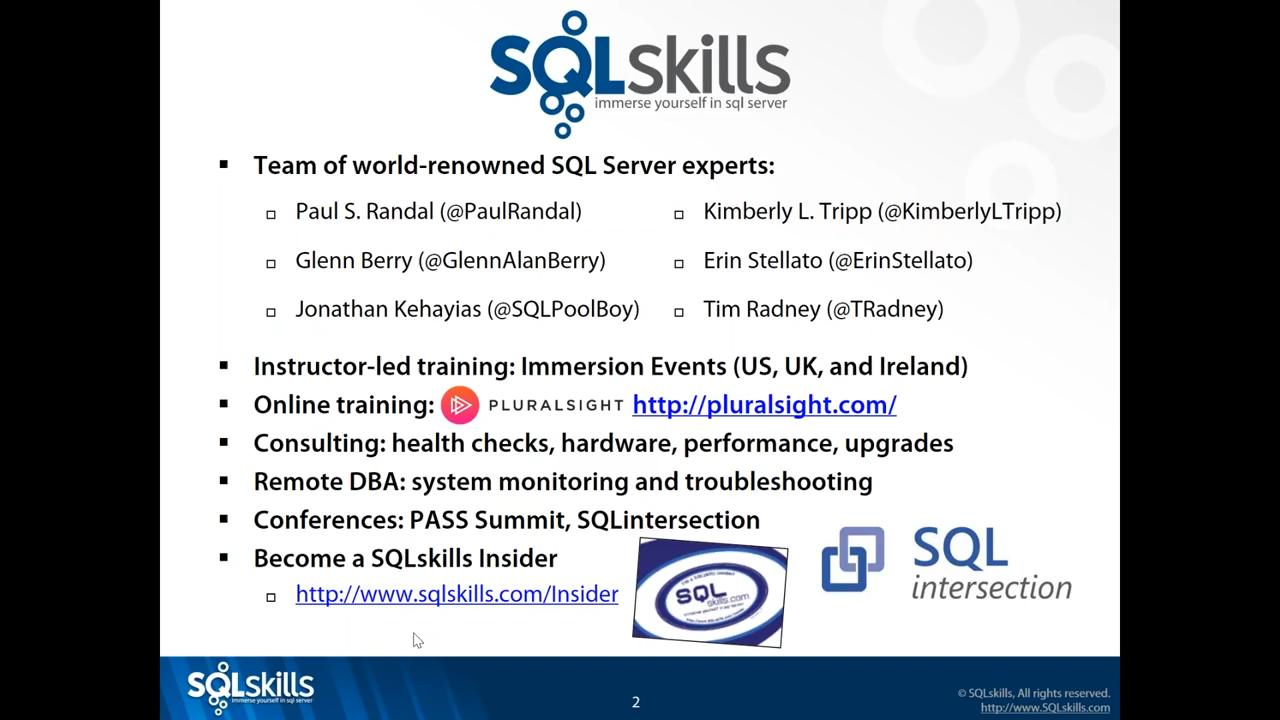 SQLskills
immerse yourself in sql server
Team of world-renowned SQL Server experts:
Paul S. Randal (@PaulRandal)
Kimberly L. Tripp (@KimberlyLTripp)
Glenn Berry (@GlennAlanBerry)
Erin Stellato (@ErinStellato)
Jonathan Kehayias (@SQLPoolBoy)
Tim Radney (@TRadney)
Instructor-led training: Immersion Events (US, UK, and Ireland)
Online training: PLURALSIGHT http://pluralsight.com/
Consulting: health checks, hardware, performance, upgrades
Remote DBA: system monitoring and troubleshooting
Conferences: PASS Summit, SQLintersection
Become a SQLskills Insider
http://www.sqlskills.com/Insider
SQL
skills.com
SQL
intersection
SQLskills
immerse yourself in sql server
2
© SQLskills, All rights reserved.
http://www.SQLskills.com